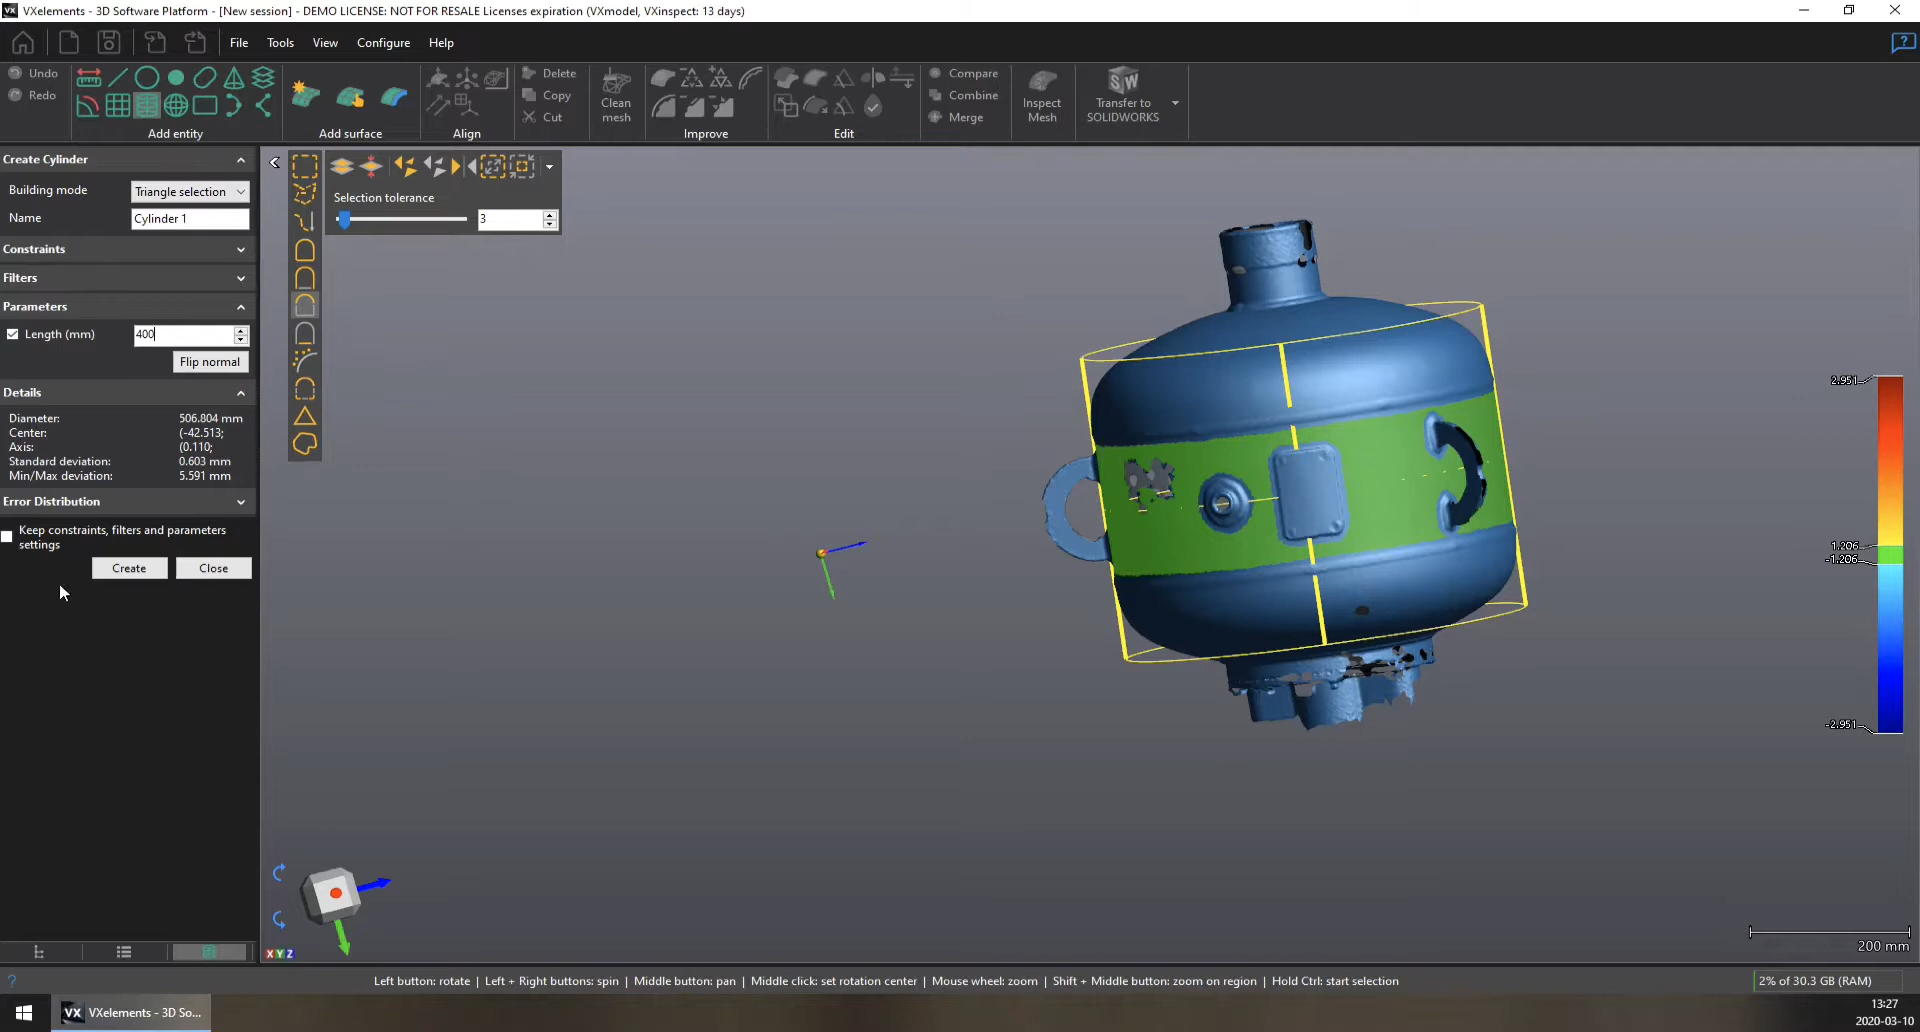 VXelements - 3D Software Platform - [New session] - DEMO LICENSE: NOT FOR RESALE Licenses expiration (VXmodel, VXinspect: 13 days)
File Tools View Configure Help
Undo
Redo
Add entity
Add surface
Align
Delete
Copy
Cut
Clean
mesh
Improve
Edit
Compare
Combine
Merge
Inspect
Mesh
Transfer to
SOLIDWORKS
Create Cylinder
Building mode Triangle selection
Name Cylinder 1
Constraints
Filters
Parameters
Length (mm) 400
Flip normal
Details
Diameter: 506.804 mm
Center: (-42.513;
Axis: (0.110;
Standard deviation: 0.603 mm
Min/Max deviation: 5.591 mm
Error Distribution
Keep constraints, filters and parameters
settings
Create Close
Selection tolerance
3
2.951
1.206
-1.206
-2.951
200 mm
XYZ
Left button: rotate | Left + Right buttons: spin | Middle button: pan | Middle click: set rotation center | Mouse wheel: zoom | Shift + Middle button: zoom on region | Hold Ctrl: start selection
2% of 30.3 GB (RAM)
VX VXelements - 3D So...
13:27
2020-03-10